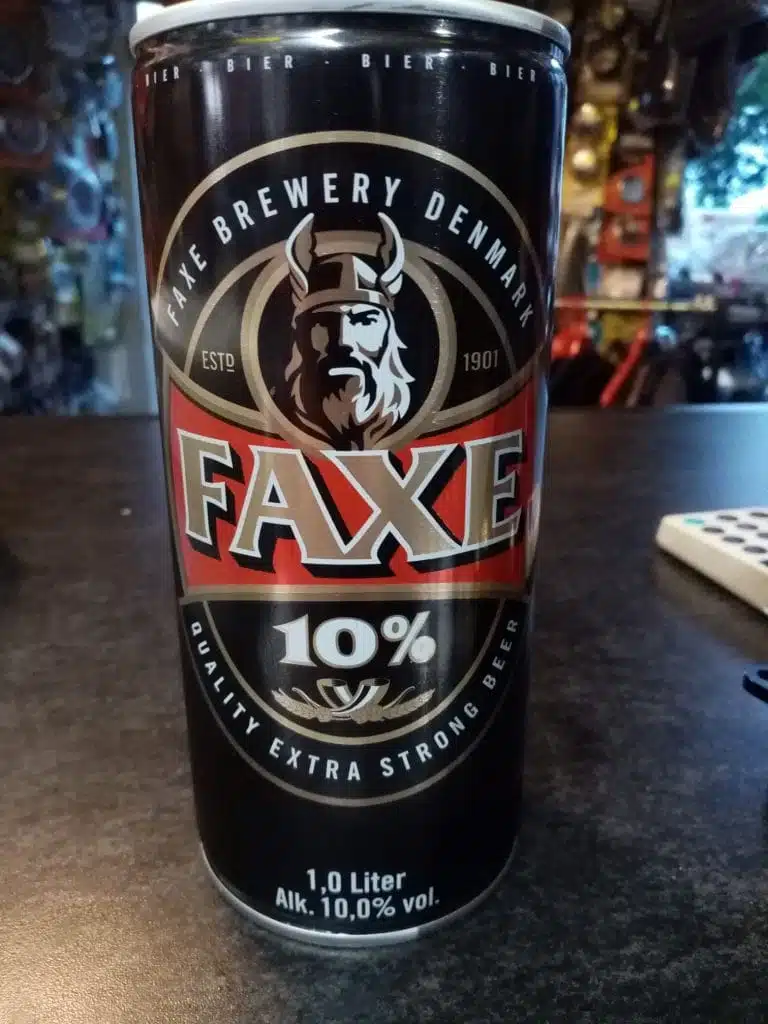 BIER - BIER - BIER - BIER
FAXE BREWERY DENMARK
ESTD 1901
FAXE
10%
QUALITY EXTRA STRONG BEER
1,0 Liter
Alk. 10,0% vol.